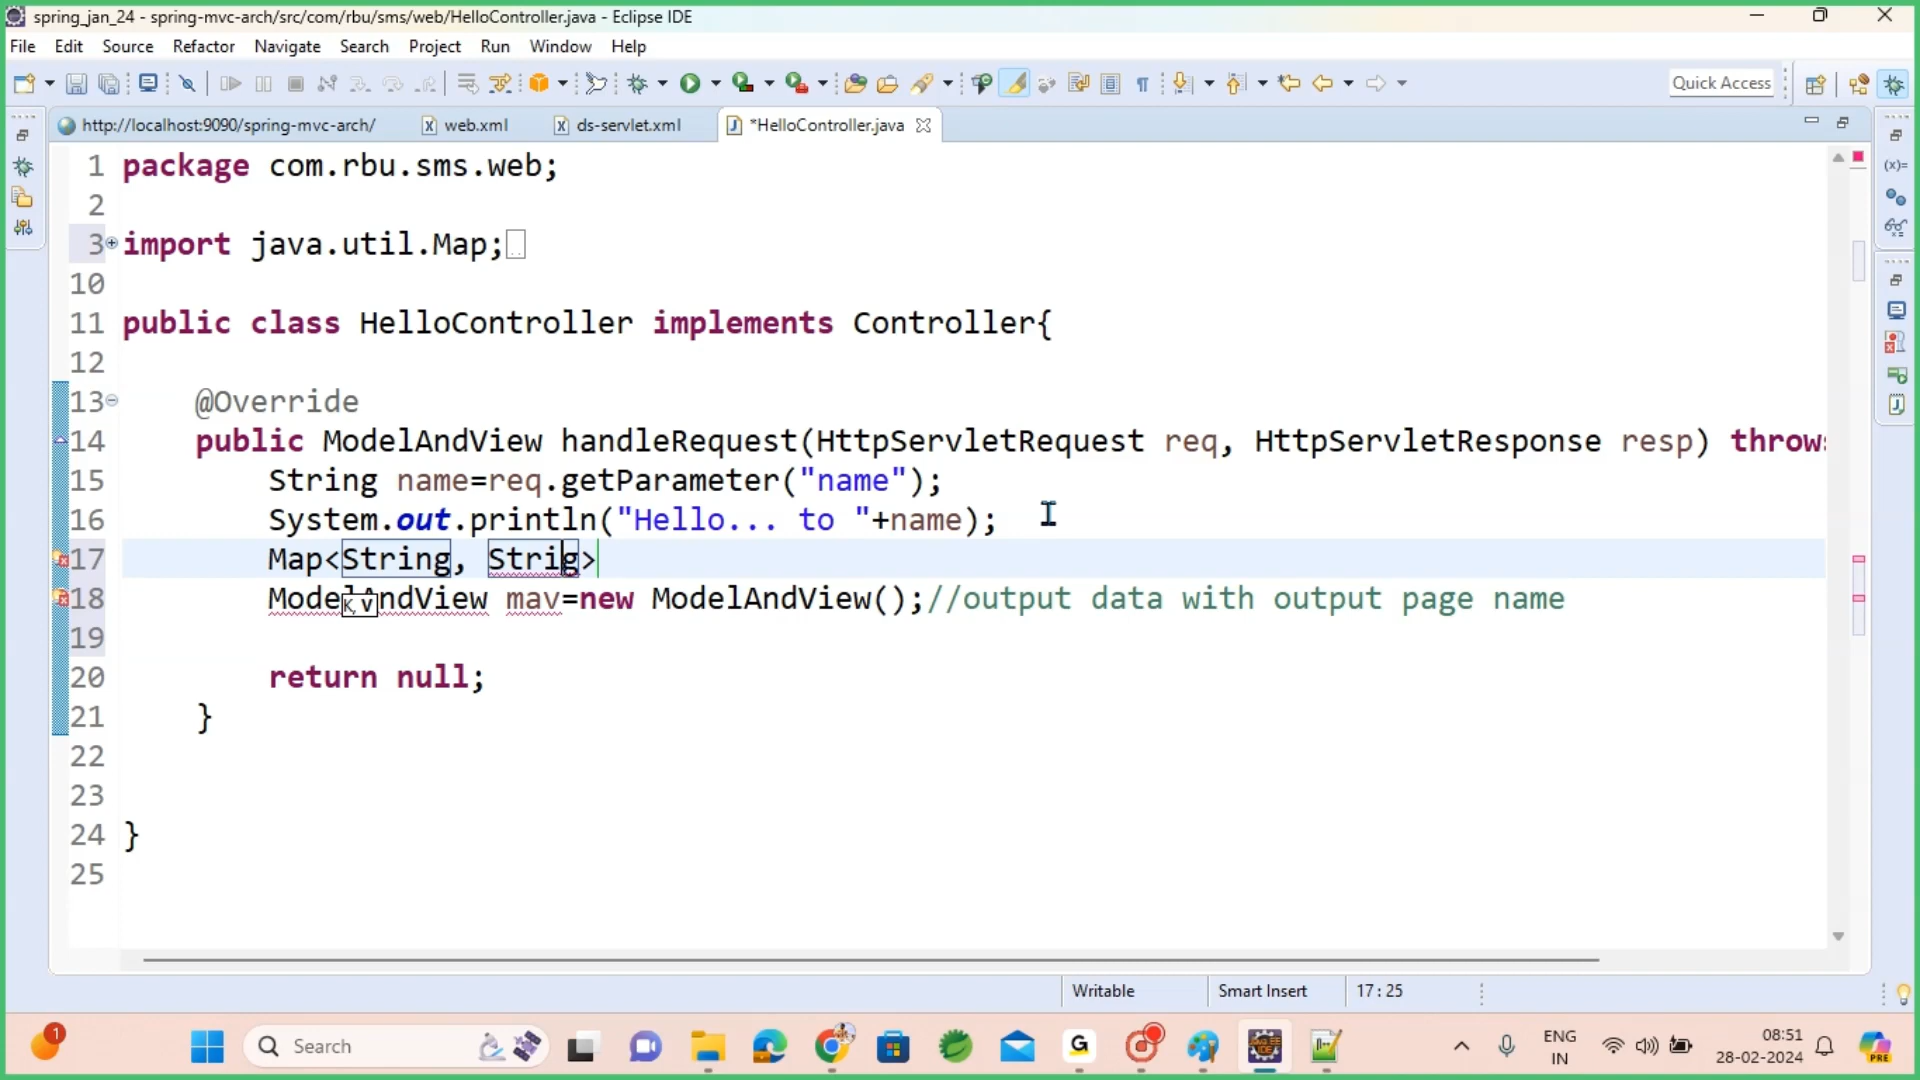 spring_jan_24 - spring-mvc-arch/src/com/rbu/sms/web/HelloController.java - Eclipse IDE
File Edit Source Refactor Navigate Search Project Run Window Help
Quick Access
http://localhost:9090/spring-mvc-arch/ web.xml ds-servlet.xml *HelloController.java
1 package com.rbu.sms.web;
2
3 import java.util.Map;
10
11 public class HelloController implements Controller{
12
13 @Override
14 public ModelAndView handleRequest(HttpServletRequest req, HttpServletResponse resp) throws
15 String name=req.getParameter("name");
16 System.out.println("Hello... to "+name);
17 Map<String, Strig>
18 ModelAndView mav=new ModelAndView();//output data with output page name
K, V
19
20 return null;
21 }
22
23
24 }
25
Writable Smart Insert 17:25
1 Search ENG 08:51
IN 28-02-2024
PRE